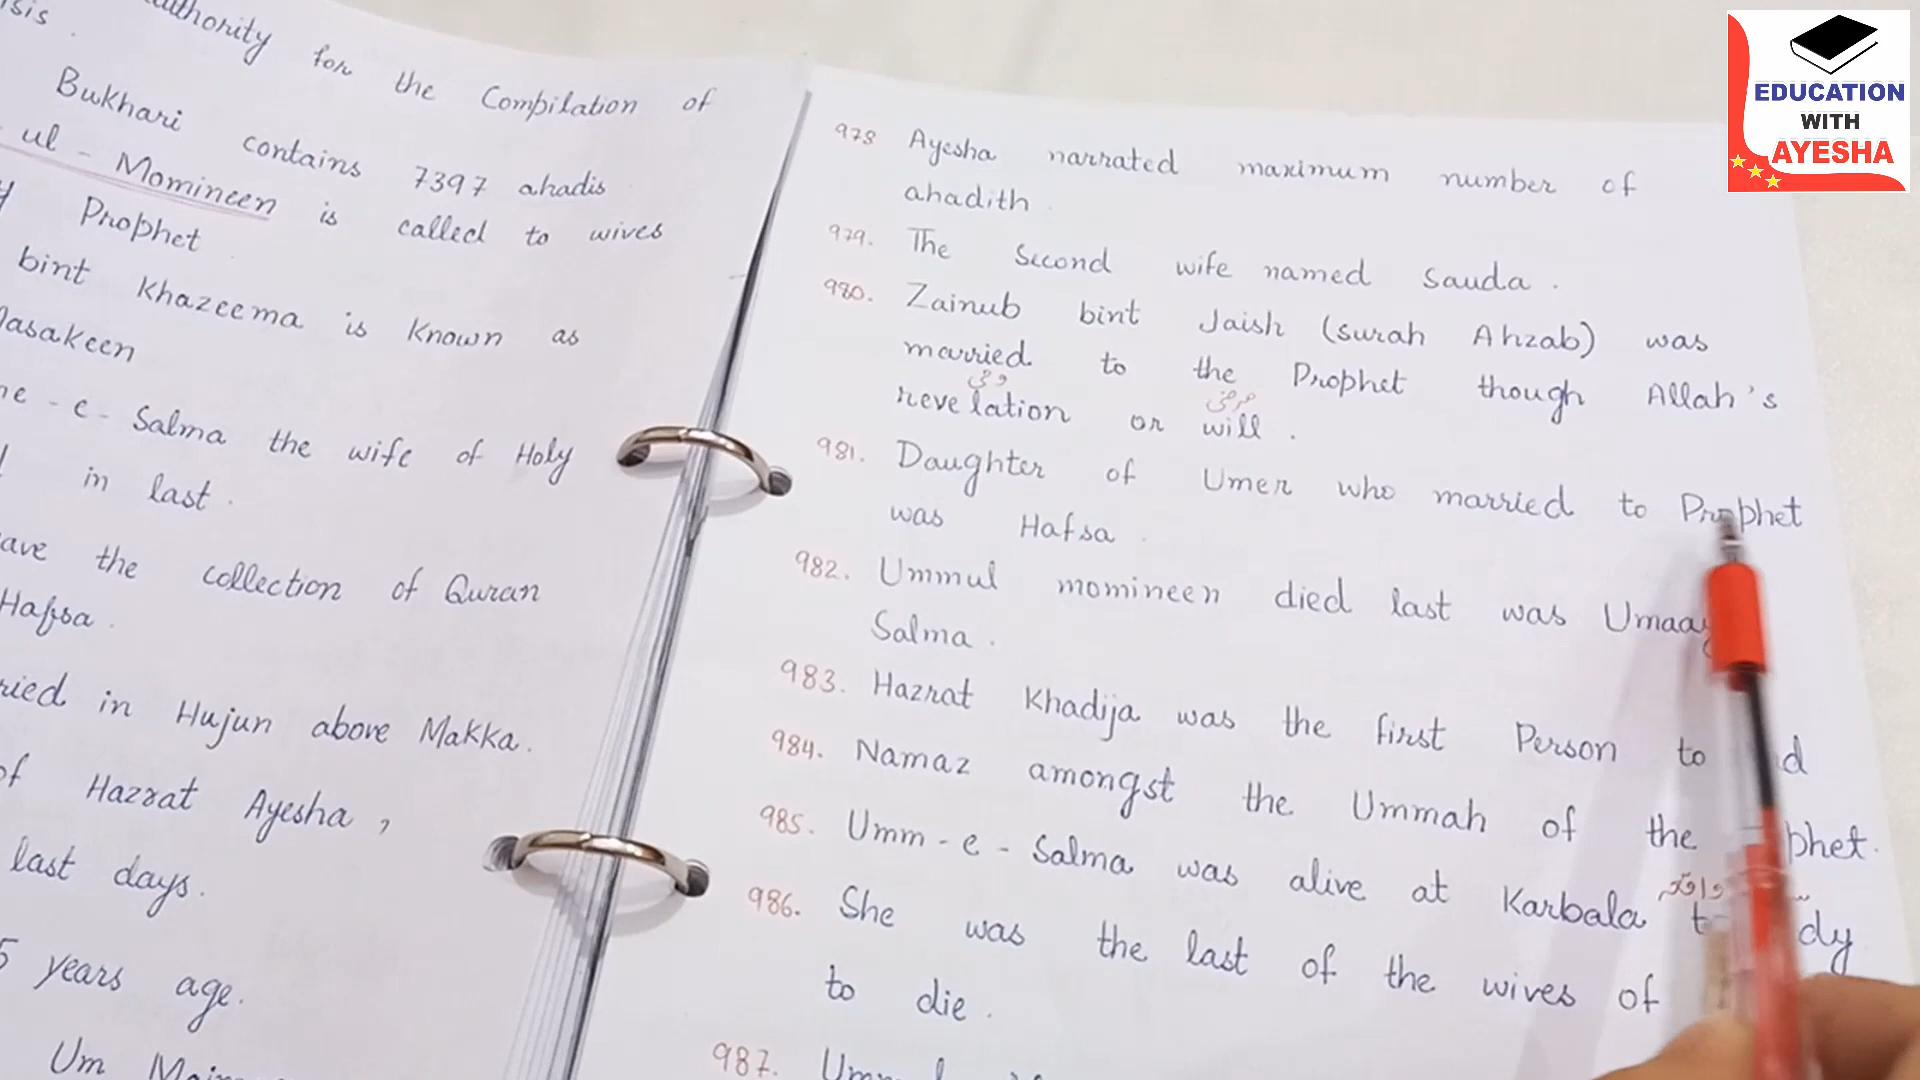 for the Compilation of
Bukhari contains 7397 ahadis
ul - Momineen is called to wives
Prophet
bint Khazeema is known as
Masakeen
e - Salma the wife of Holy
in last .
the collection of Quran
Hafsa .
in Hujun above Makka .
of Hazrat Ayesha ,
last days .
5 years age .
Um
978 Ayesha narrated maximum number of
ahadith .
979. The second wife named Sauda .
980. Zainub bint Jaish (surah Ahzab) was
married to the Prophet though Allah's
وحی مرضی
revelation or will .
981. Daughter of Umer who married to Prophet
was Hafsa .
982. Ummul momineen died last was
Salma .
983. Hazrat Khadija was the first Person to
984. Namaz amongst the Ummah of the phet .
985. Umm - e - Salma was alive at Karbala
986. She was the last of the wives of
to die .
987.
EDUCATION
WITH
AYESHA